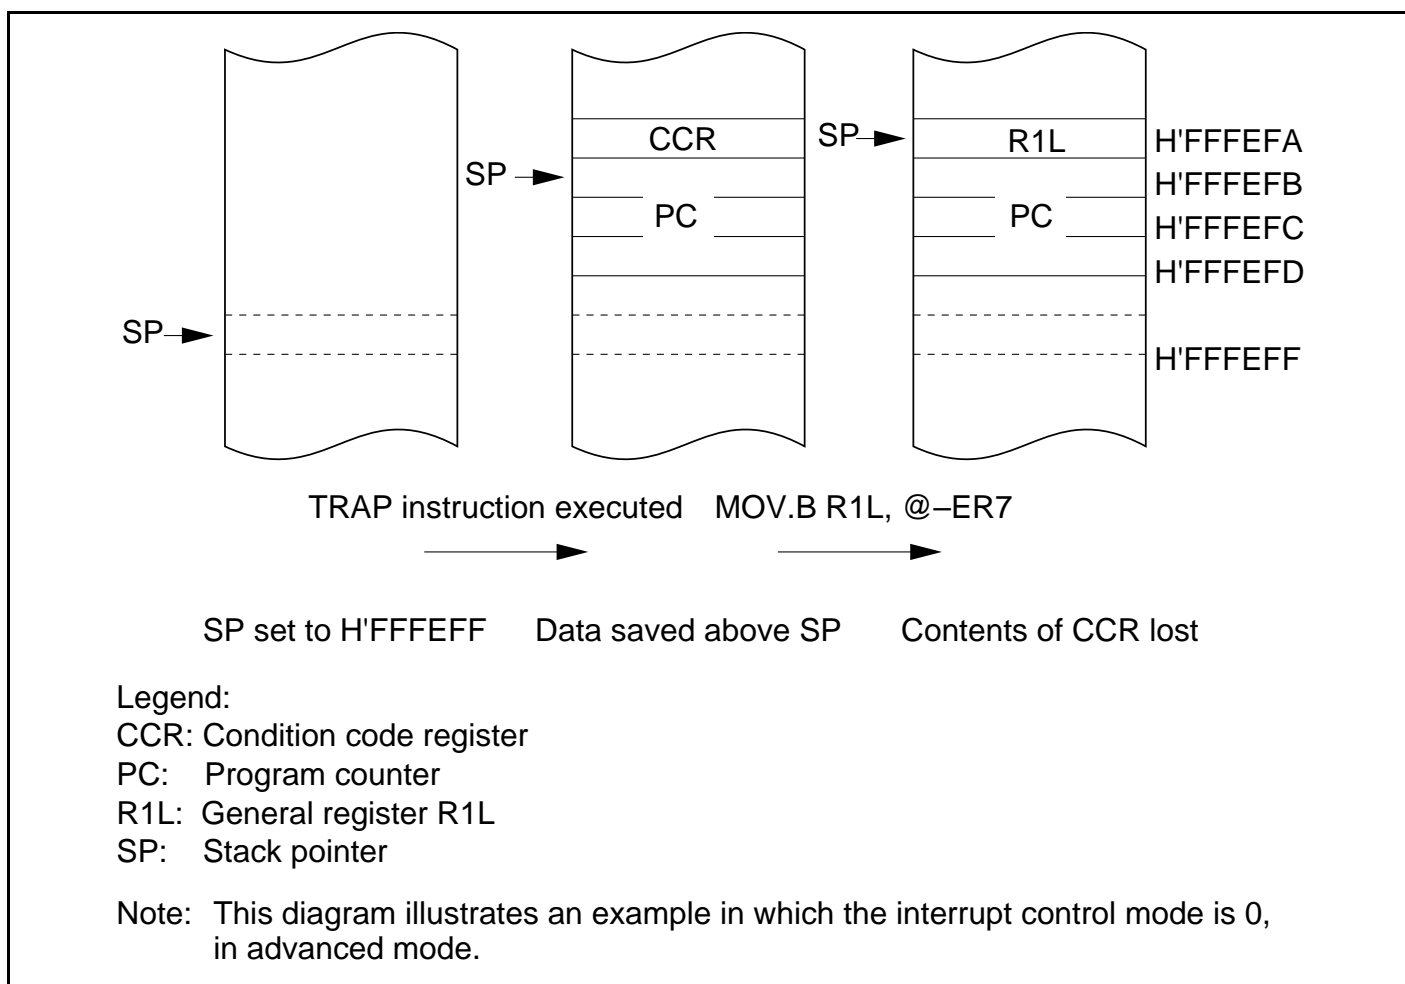 CCR SP R1L H'FFFEFA
SP H'FFFEFB
PC PC H'FFFEFC
H'FFFEFD
SP
H'FFFEFF
TRAP instruction executed MOV.B R1L, @–ER7
SP set to H'FFFEFF Data saved above SP Contents of CCR lost
Legend:
CCR: Condition code register
PC: Program counter
R1L: General register R1L
SP: Stack pointer
Note: This diagram illustrates an example in which the interrupt control mode is 0,
in advanced mode.